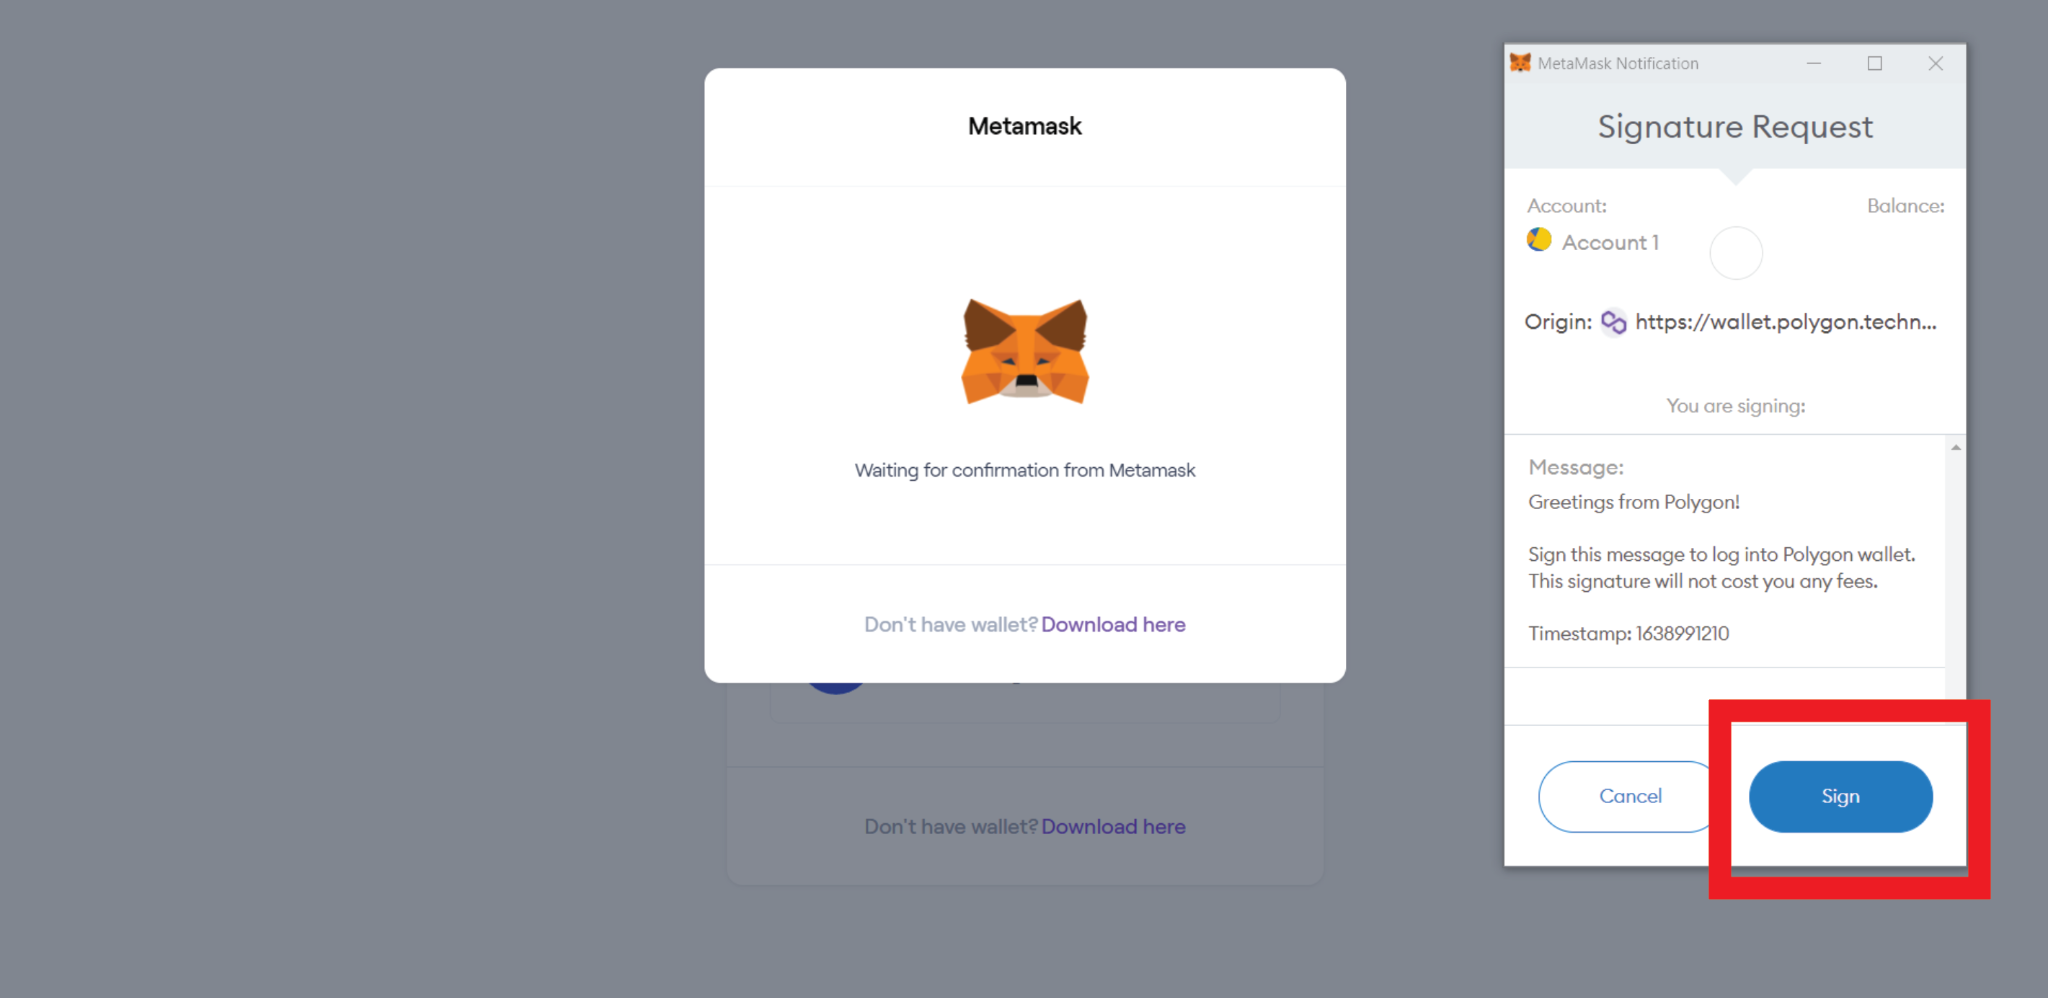 Metamask
Waiting for confirmation from Metamask
Don't have wallet? Download here
Don't have wallet? Download here
MetaMask Notification
Signature Request
Account:
Balance:
Account 1
Origin: https://wallet.polygon.techn...
You are signing:
Message:
Greetings from Polygon!
Sign this message to log into Polygon wallet.
This signature will not cost you any fees.
Timestamp: 1638991210
Cancel
Sign